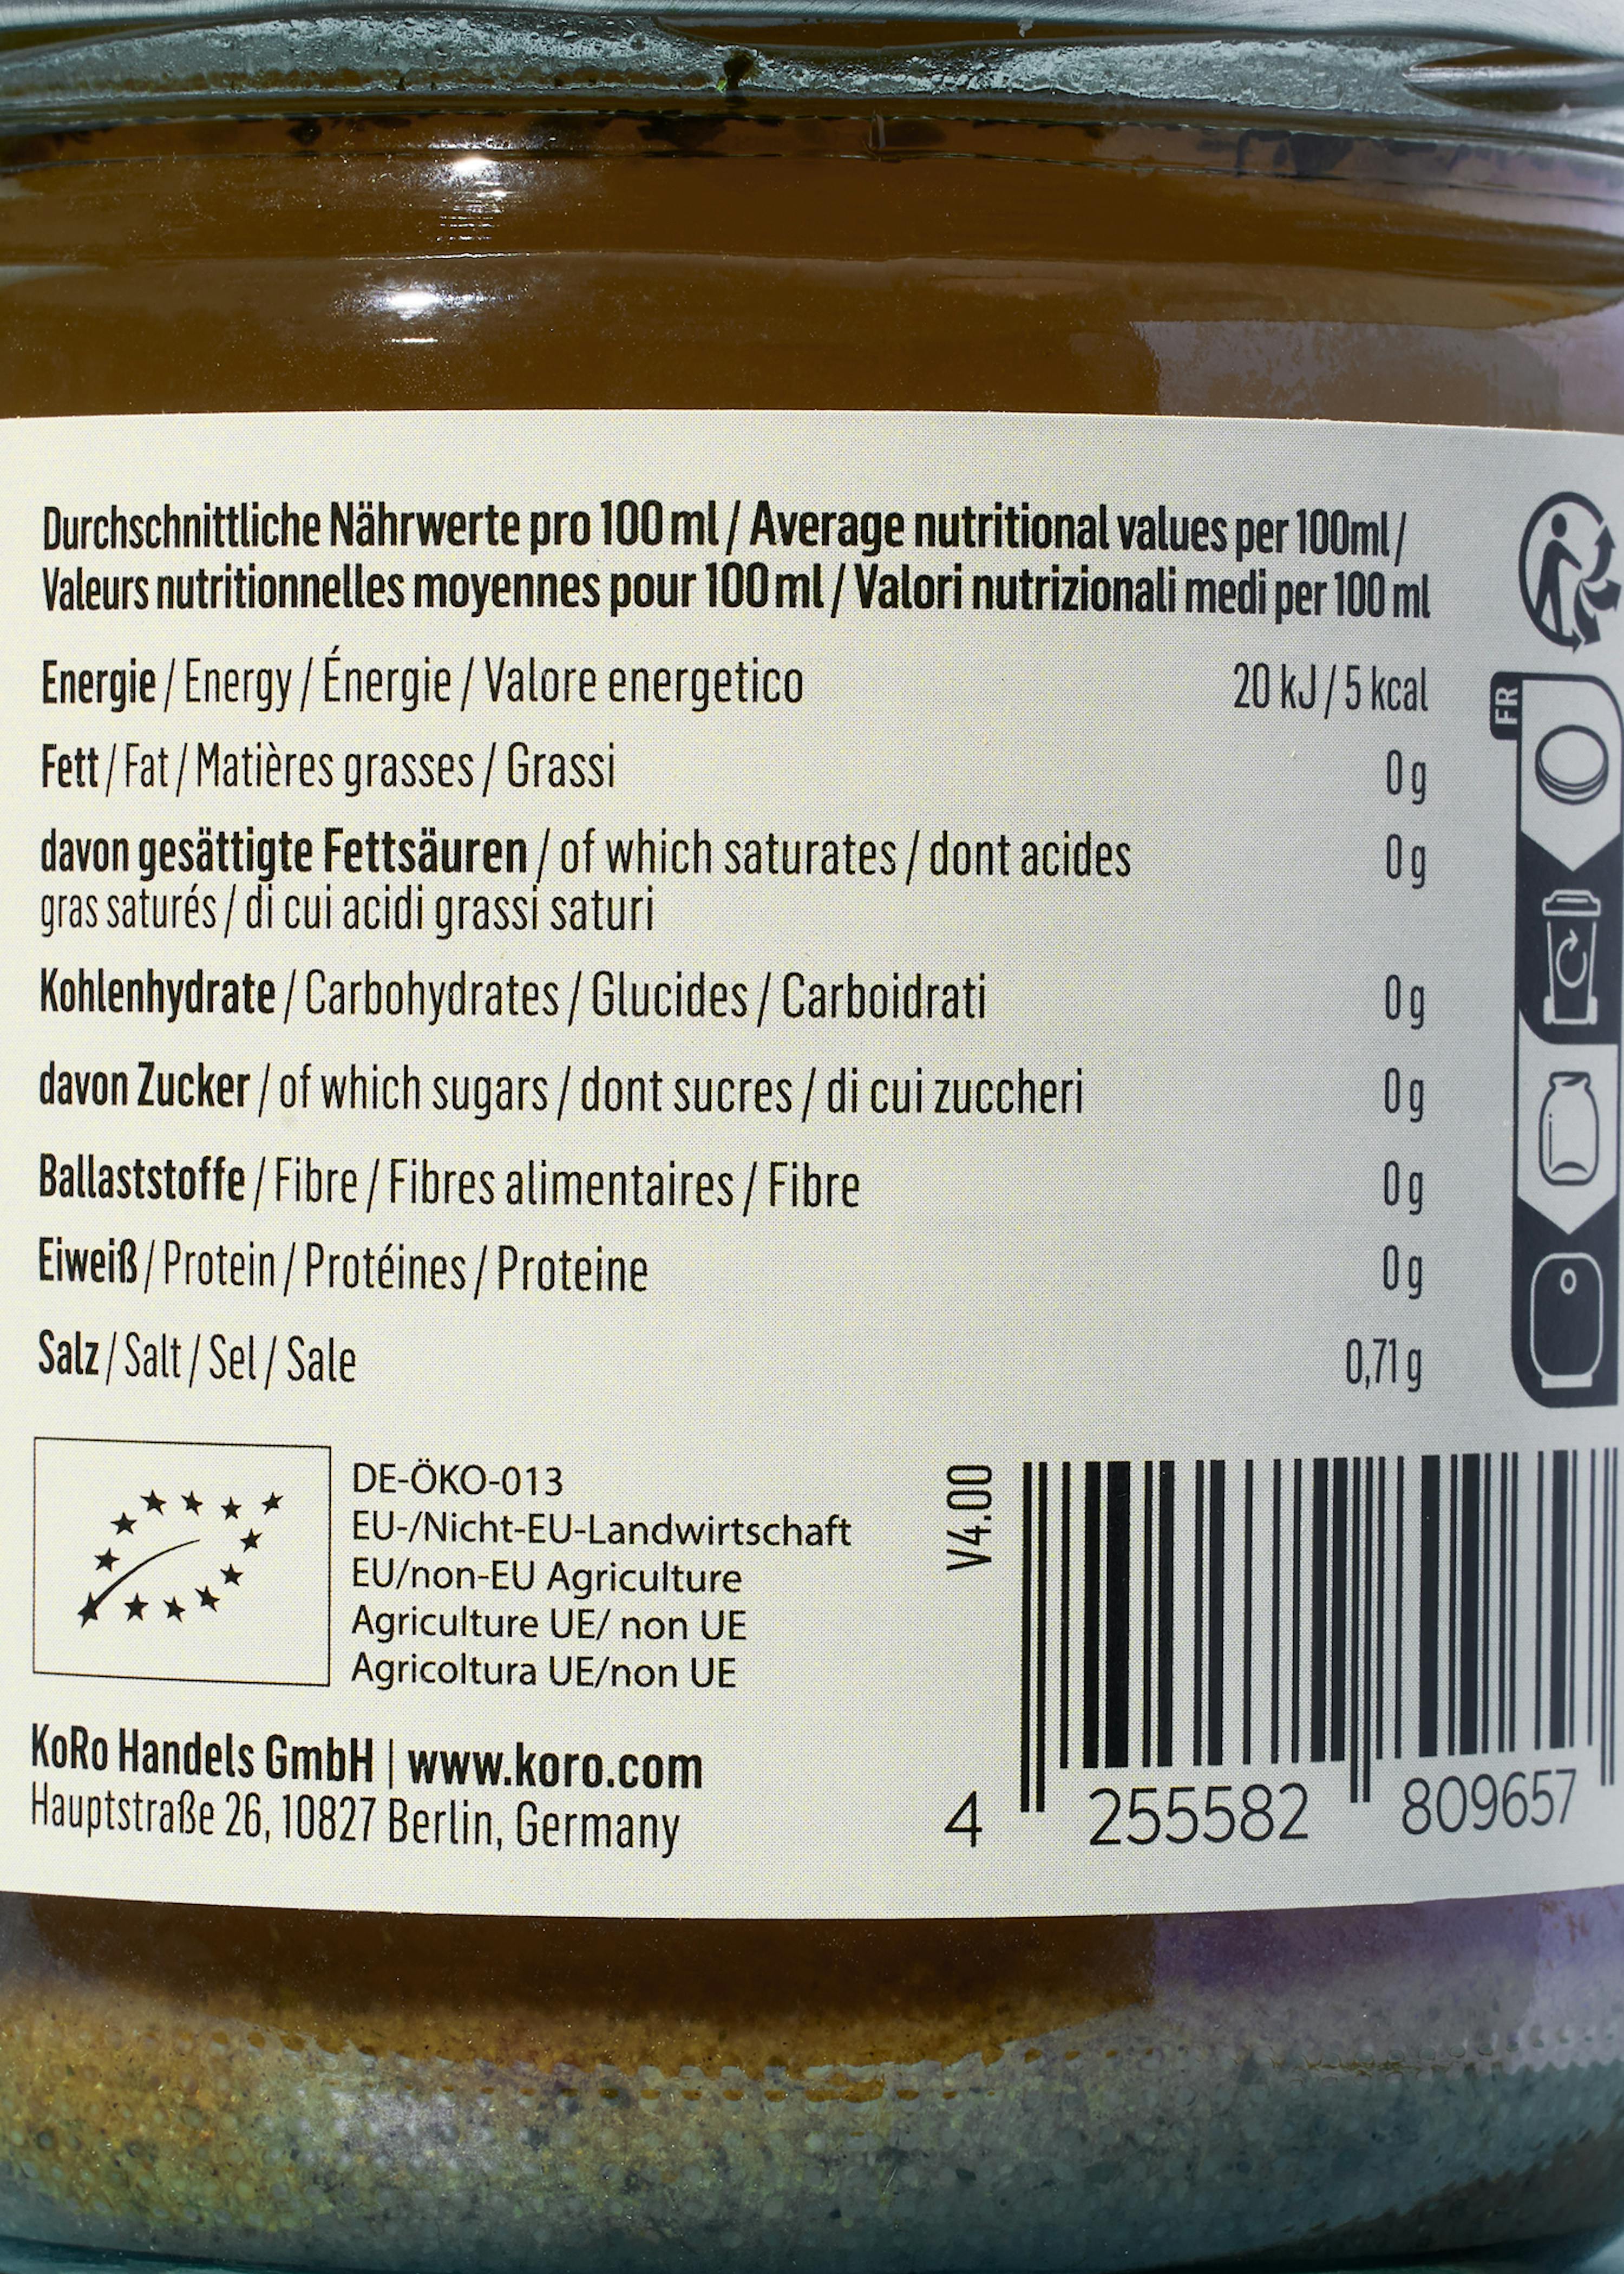 Durchschnittliche Nährwerte pro 100 ml / Average nutritional values per 100ml /
Valeurs nutritionnelles moyennes pour 100 ml / Valori nutrizionali medi per 100 ml
Energie / Energy / Énergie / Valore energetico 20 kJ / 5 kcal
Fett / Fat / Matières grasses / Grassi 0 g
davon gesättigte Fettsäuren / of which saturates / dont acides 0 g
gras saturés / di cui acidi grassi saturi
Kohlenhydrate / Carbohydrates / Glucides / Carboidrati 0 g
davon Zucker / of which sugars / dont sucres / di cui zuccheri 0 g
Ballaststoffe / Fibre / Fibres alimentaires / Fibre 0 g
Eiweiß / Protein / Protéines / Proteine 0 g
Salz / Salt / Sel / Sale 0,71 g
FR
DE-ÖKO-013
EU-/Nicht-EU-Landwirtschaft
EU/non-EU Agriculture
Agriculture UE/ non UE
Agricoltura UE/non UE
KoRo Handels GmbH | www.koro.com
Hauptstraße 26, 10827 Berlin, Germany
V4.00
4 255582 809657